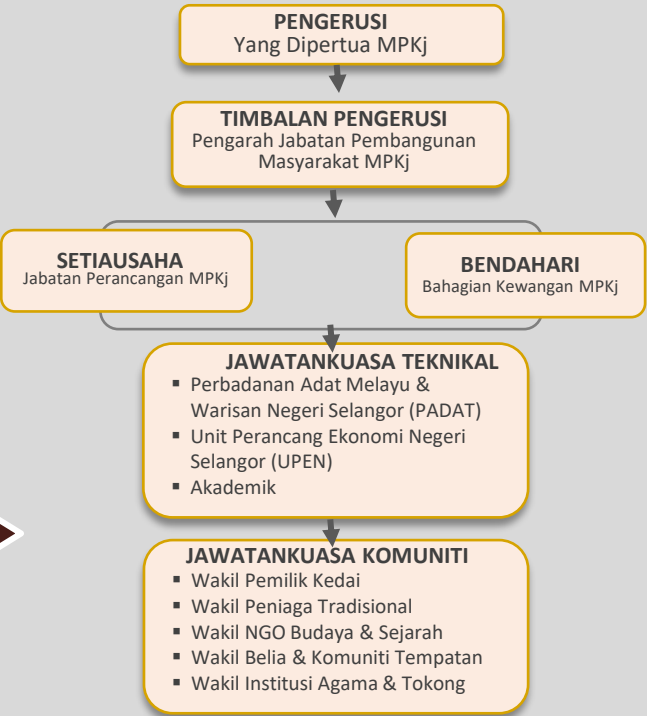 PENGERUSI
Yang Dipertua MPKj
TIMBALAN PENGERUSI
Pengarah Jabatan Pembangunan
Masyarakat MPKj
SETIAUSAHA
Jabatan Perancangan MPKj
BENDAHARI
Bahagian Kewangan MPKj
JAWATANKUASA TEKNIKAL
▪ Perbadanan Adat Melayu &
Warisan Negeri Selangor (PADAT)
▪ Unit Perancang Ekonomi Negeri
Selangor (UPEN)
▪ Akademik
JAWATANKUASA KOMUNITI
▪ Wakil Pemilik Kedai
▪ Wakil Peniaga Tradisional
▪ Wakil NGO Budaya & Sejarah
▪ Wakil Belia & Komuniti Tempatan
▪ Wakil Institusi Agama & Tokong